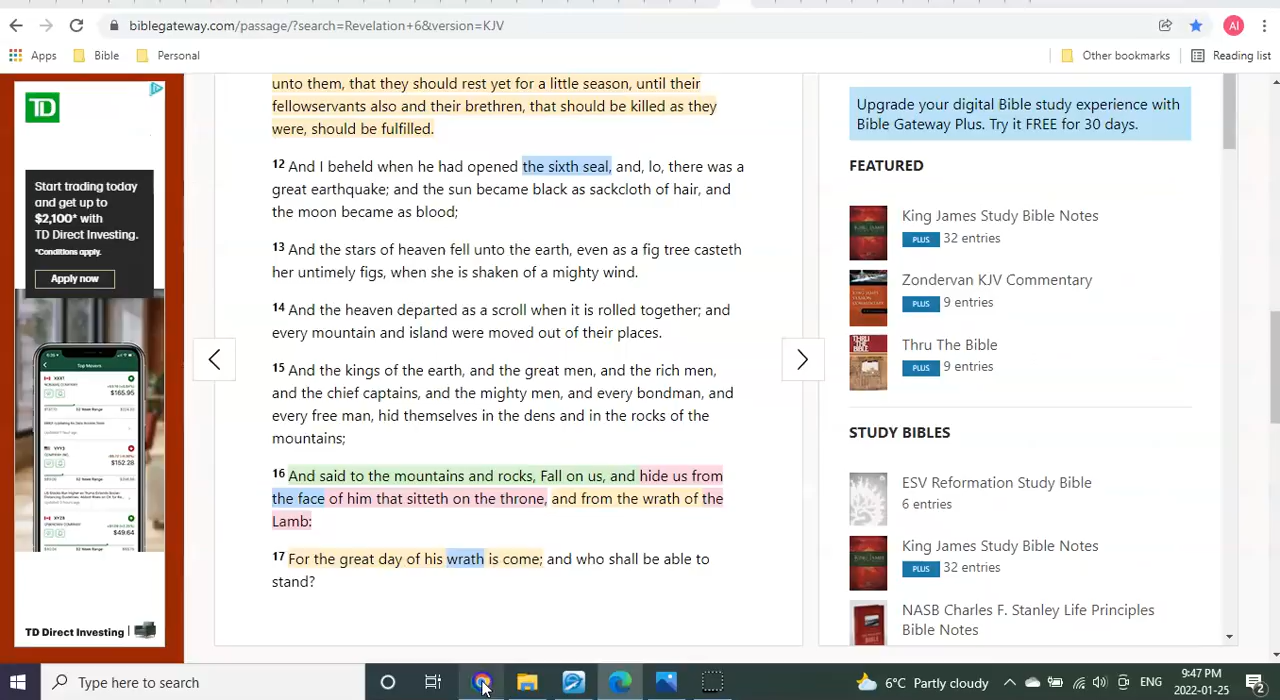 biblegateway.com/passage/?search=Revelation+6&version=KJV
AI
Apps
Bible
Personal
Other bookmarks
Reading list
TD
Start trading today
and get up to
$2,100* with
TD Direct Investing.
*Conditions apply.
Apply now
Top Movers
$165.95
$152.28
$49.64
TD Direct Investing
unto them, that they should rest yet for a little season, until their
fellowservants also and their brethren, that should be killed as they
were, should be fulfilled.
12 And I beheld when he had opened the sixth seal, and, lo, there was a
great earthquake; and the sun became black as sackcloth of hair, and
the moon became as blood;
13 And the stars of heaven fell unto the earth, even as a fig tree casteth
her untimely figs, when she is shaken of a mighty wind.
14 And the heaven departed as a scroll when it is rolled together; and
every mountain and island were moved out of their places.
15 And the kings of the earth, and the great men, and the rich men,
and the chief captains, and the mighty men, and every bondman, and
every free man, hid themselves in the dens and in the rocks of the
mountains;
16 And said to the mountains and rocks, Fall on us, and hide us from
the face of him that sitteth on the throne, and from the wrath of the
Lamb:
17 For the great day of his wrath is come; and who shall be able to
stand?
Upgrade your digital Bible study experience with
Bible Gateway Plus. Try it FREE for 30 days.
FEATURED
King James Study Bible Notes
PLUS 32 entries
Zondervan KJV Commentary
PLUS 9 entries
Thru The Bible
PLUS 9 entries
STUDY BIBLES
ESV Reformation Study Bible
6 entries
King James Study Bible Notes
PLUS 32 entries
NASB Charles F. Stanley Life Principles
Bible Notes
Type here to search
6°C Partly cloudy
ENG
9:47 PM
2022-01-25
2